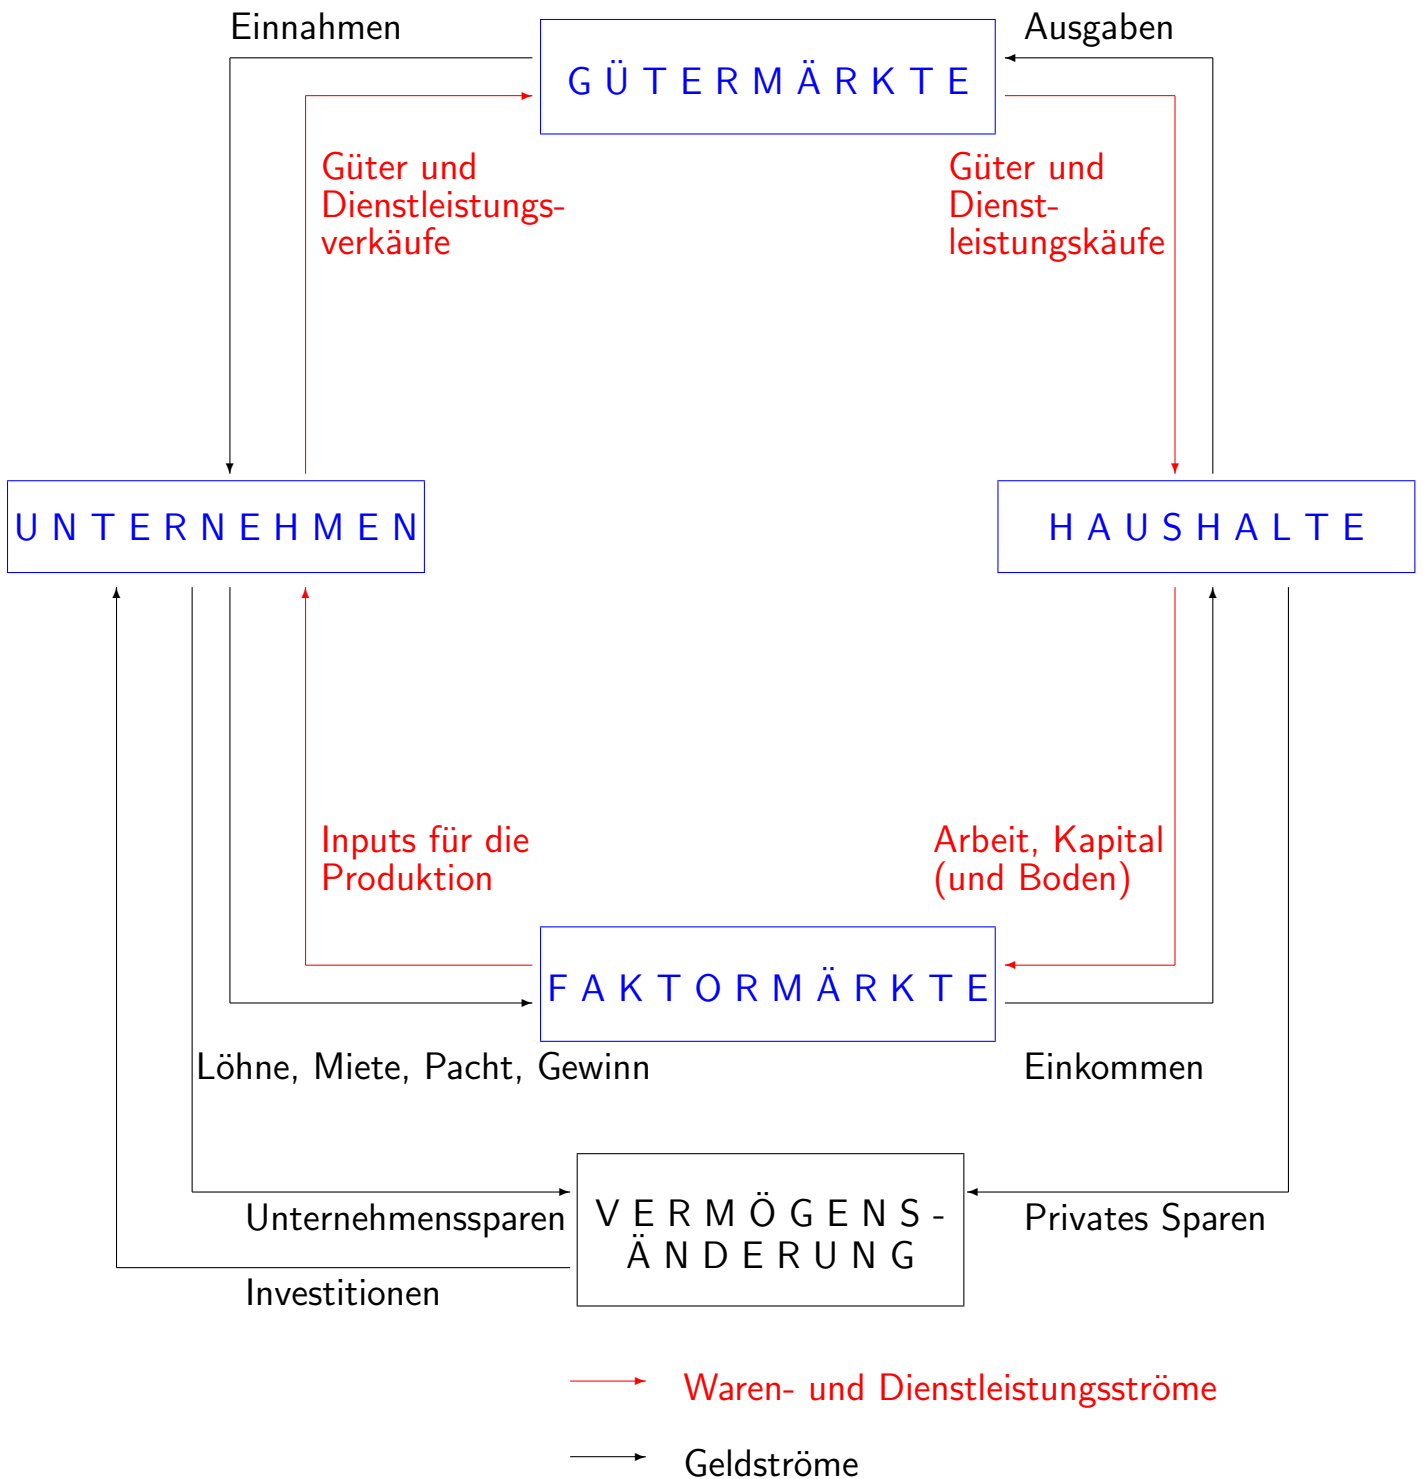 Einnahmen
Ausgaben
GÜTERMÄRKTE
Güter und
Dienstleistungs-
verkäufe
Güter und
Dienst-
leistungskäufe
UNTERNEHMEN
HAUSHALTE
Inputs für die
Produktion
Arbeit, Kapital
(und Boden)
FAKTORMÄRKTE
Löhne, Miete, Pacht, Gewinn
Einkommen
VERMÖGENS-
ÄNDERUNG
Unternehmenssparen
Privates Sparen
Investitionen
Waren- und Dienstleistungsströme
Geldströme